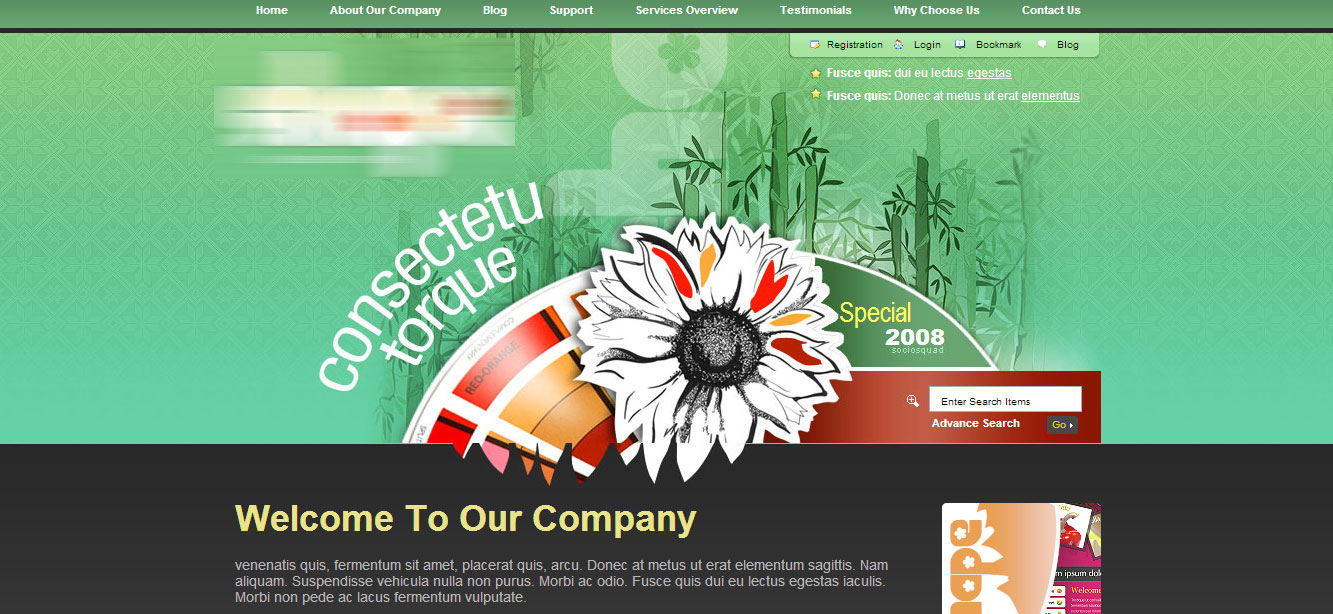 Home About Our Company Blog Support Services Overview Testimonials Why Choose Us Contact Us
Registration Login Bookmark Blog
Fusce quis: dui eu lectus egestas
Fusce quis: Donec at metus ut erat elementus
consectetu
torque
COMPLEMENTARY
RED-ORANGE
SPLIT
Special
2008
sociosquad
Enter Search Items
Advance Search
Go
Welcome To Our Company
venenatis quis, fermentum sit amet, placerat quis, arcu. Donec at metus ut erat elementum sagittis. Nam
aliquam. Suspendisse vehicula nulla non purus. Morbi ac odio. Fusce quis dui eu lectus egestas iaculis.
Morbi non pede ac lacus fermentum vulputate.
m ipsum dol
Welcome